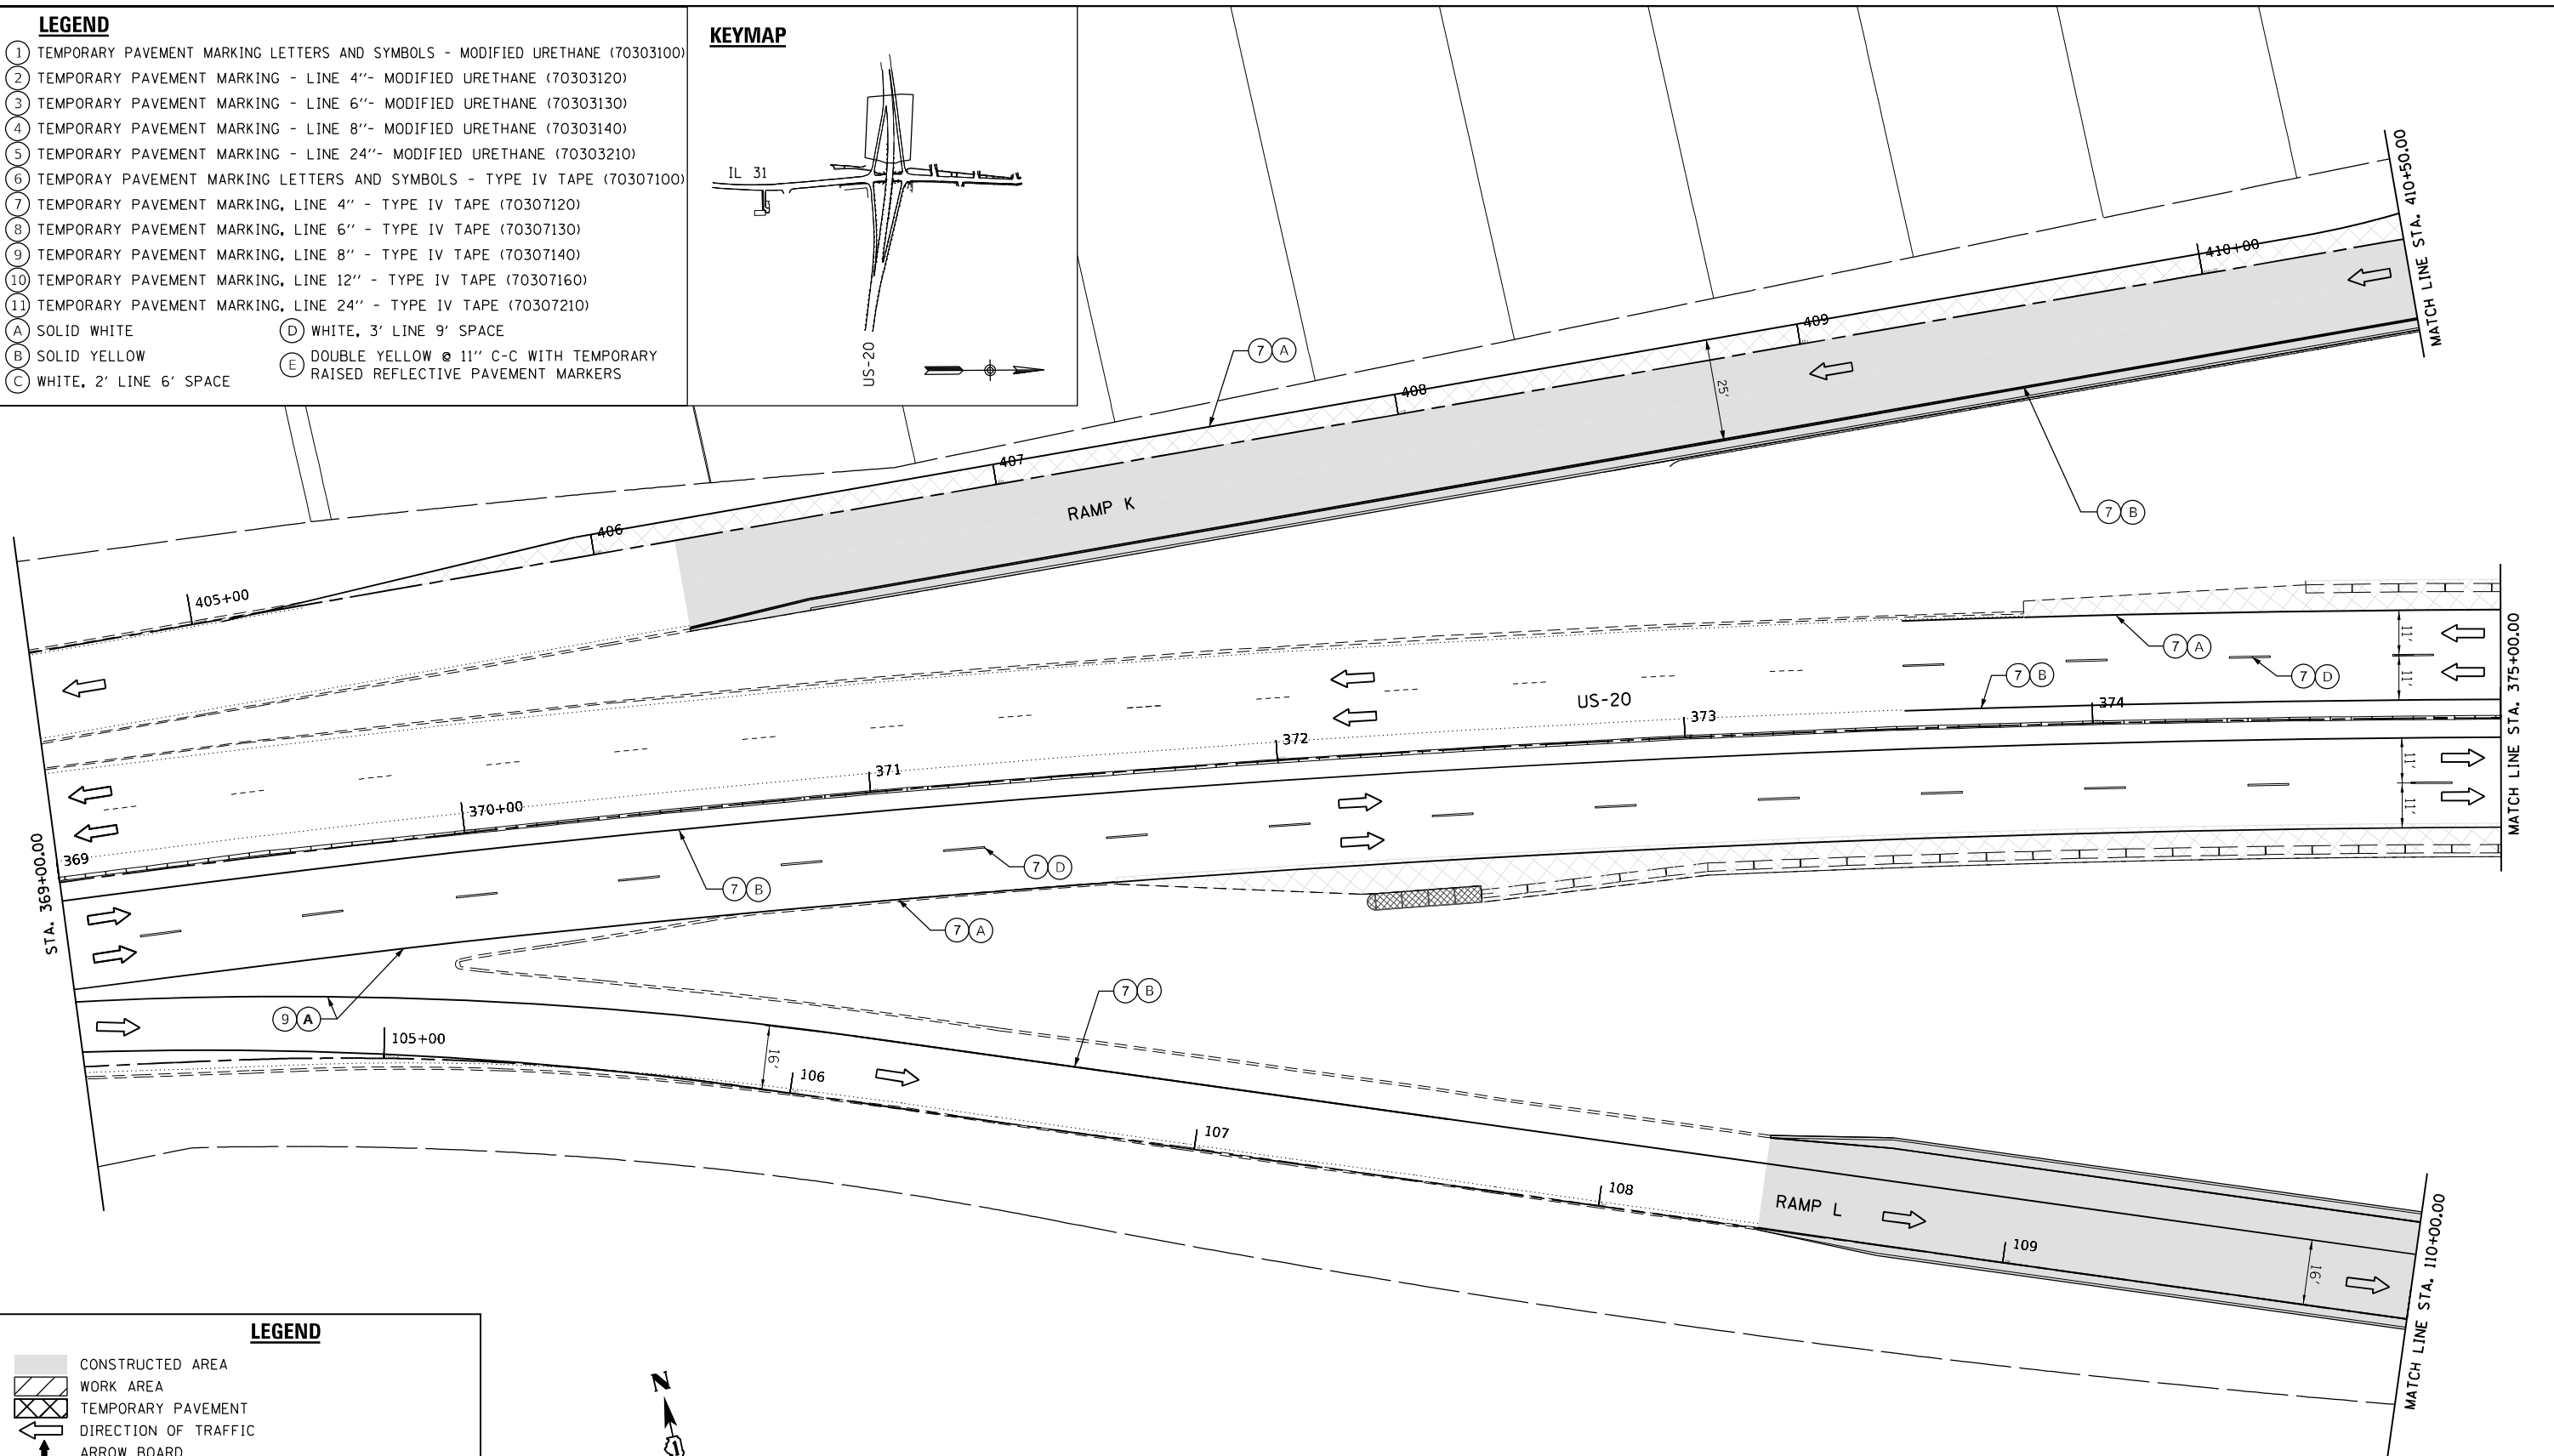 LEGEND
1 TEMPORARY PAVEMENT MARKING LETTERS AND SYMBOLS - MODIFIED URETHANE (70303100)
2 TEMPORARY PAVEMENT MARKING - LINE 4''- MODIFIED URETHANE (70303120)
3 TEMPORARY PAVEMENT MARKING - LINE 6''- MODIFIED URETHANE (70303130)
4 TEMPORARY PAVEMENT MARKING - LINE 8''- MODIFIED URETHANE (70303140)
5 TEMPORARY PAVEMENT MARKING - LINE 24''- MODIFIED URETHANE (70303210)
6 TEMPORAY PAVEMENT MARKING LETTERS AND SYMBOLS - TYPE IV TAPE (70307100)
7 TEMPORARY PAVEMENT MARKING, LINE 4" - TYPE IV TAPE (70307120)
8 TEMPORARY PAVEMENT MARKING, LINE 6" - TYPE IV TAPE (70307130)
9 TEMPORARY PAVEMENT MARKING, LINE 8" - TYPE IV TAPE (70307140)
10 TEMPORARY PAVEMENT MARKING, LINE 12" - TYPE IV TAPE (70307160)
11 TEMPORARY PAVEMENT MARKING, LINE 24" - TYPE IV TAPE (70307210)
A SOLID WHITE
B SOLID YELLOW
C WHITE, 2' LINE 6' SPACE
D WHITE, 3' LINE 9' SPACE
E DOUBLE YELLOW @ 11'' C-C WITH TEMPORARY
RAISED REFLECTIVE PAVEMENT MARKERS
KEYMAP
IL 31
US-20
MATCH LINE STA. 410+50.00
410+00
409
7 A
408
25'
407
RAMP K
7 B
406
405+00
7 A
11'
11'
7 D
7 B
US-20
374
373
372
371
370+00
369
MATCH LINE STA. 375+00.00
11'
11'
STA. 369+00.00
7 D
7 B
7 A
9 A
7 B
105+00
16'
106
107
108
RAMP L
109
16'
MATCH LINE STA. 110+00.00
LEGEND
CONSTRUCTED AREA
WORK AREA
TEMPORARY PAVEMENT
DIRECTION OF TRAFFIC
ARROW BOARD
N